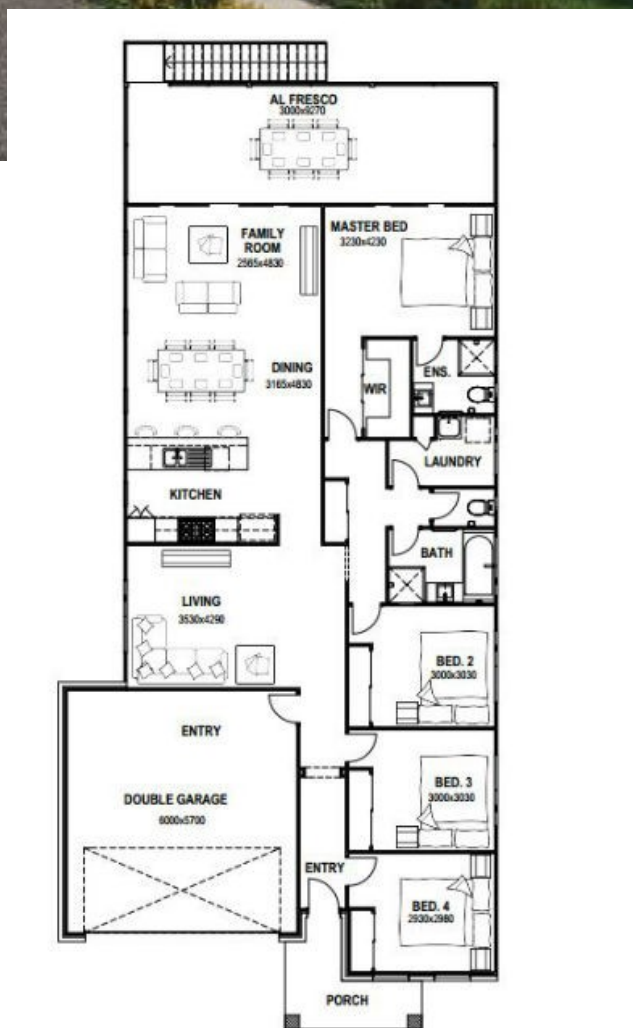 AL FRESCO
3000x9270
FAMILY
ROOM
2565x4830
MASTER BED
3230x4230
DINING
3165x4830
WIR
ENS.
LAUNDRY
KITCHEN
BATH
LIVING
3530x4290
BED. 2
3000x3030
ENTRY
BED. 3
3000x3030
DOUBLE GARAGE
6000x5700
ENTRY
BED. 4
2930x2980
PORCH